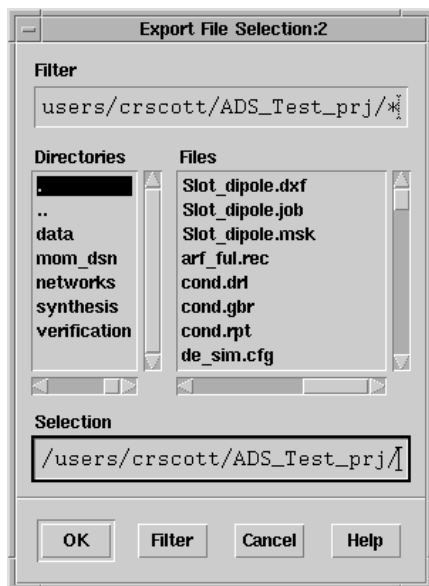 Export File Selection:2
Filter
users/crscott/ADS_Test_prj/*
Directories
Files
.
..
data
mom_dsn
networks
synthesis
verification
Slot_dipole.dxf
Slot_dipole.job
Slot_dipole.msk
arf_ful.rec
cond.drl
cond.gbr
cond.rpt
de_sim.cfg
Selection
/users/crscott/ADS_Test_prj/
OK
Filter
Cancel
Help